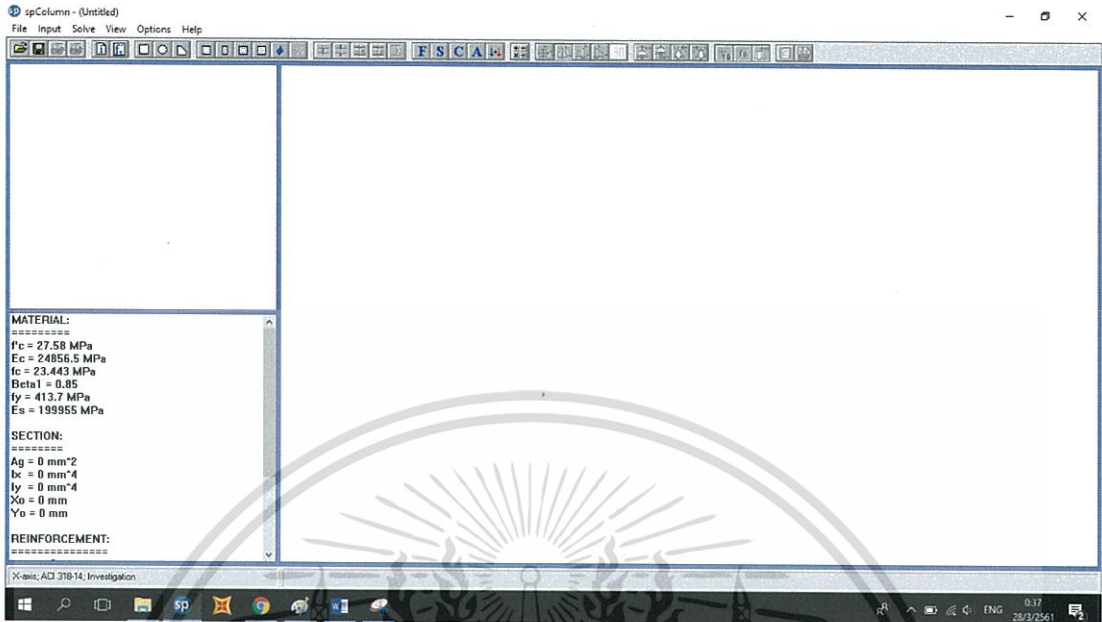 spColumn - (Untitled)
File Input Solve View Options Help
F S C A
MATERIAL:
=========
f'c = 27.58 MPa
Ec = 24856.5 MPa
fc = 23.443 MPa
Beta1 = 0.85
fy = 413.7 MPa
Es = 199955 MPa
SECTION:
========
Ag = 0 mm^2
Ix = 0 mm^4
Iy = 0 mm^4
Xo = 0 mm
Yo = 0 mm
REINFORCEMENT:
===============
X-axis; ACI 318-14; Investigation
sp
ENG
0:37
28/3/2561